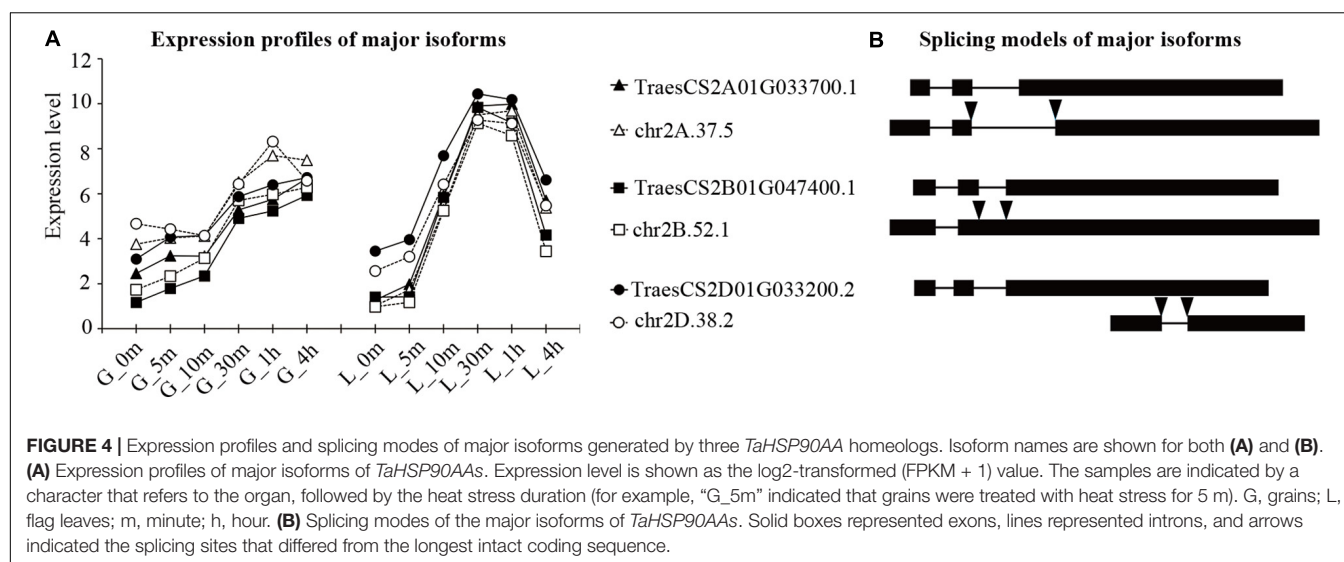 A Expression profiles of major isoforms
Expression level
12
10
8
6
4
2
0
G_0m
G_5m
G_10m
G_30m
G_1h
G_4h
L_0m
L_5m
L_10m
L_30m
L_1h
L_4h
B Splicing models of major isoforms
TraesCS2A01G033700.1
chr2A.37.5
TraesCS2B01G047400.1
chr2B.52.1
TraesCS2D01G033200.2
chr2D.38.2
FIGURE 4 | Expression profiles and splicing modes of major isoforms generated by three TaHSP90AA homeologs. Isoform names are shown for both (A) and (B).
(A) Expression profiles of major isoforms of TaHSP90AAs. Expression level is shown as the log2-transformed (FPKM + 1) value. The samples are indicated by a
character that refers to the organ, followed by the heat stress duration (for example, “G_5m” indicated that grains were treated with heat stress for 5 m). G, grains; L,
flag leaves; m, minute; h, hour. (B) Splicing modes of the major isoforms of TaHSP90AAs. Solid boxes represented exons, lines represented introns, and arrows
indicated the splicing sites that differed from the longest intact coding sequence.